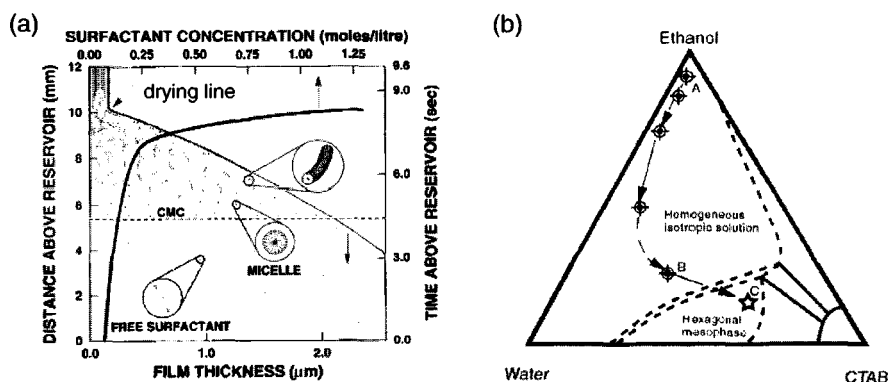 (a)
SURFACTANT CONCENTRATION (moles/litre)
0.00 0.25 0.50 0.75 1.00 1.25
DISTANCE ABOVE RESERVOIR (mm)
12
10
8
6
4
2
0
TIME ABOVE RESERVOIR (sec)
9.6
8.0
6.0
3.0
0.0
drying line
CMC
MICELLE
FREE SURFACTANT
0.0 1.0 2.0
FILM THICKNESS (μm)
(b)
Ethanol
A
Homogeneous
isotropic solution
B
C
Hexagonal
mesophase
Water
CTAB